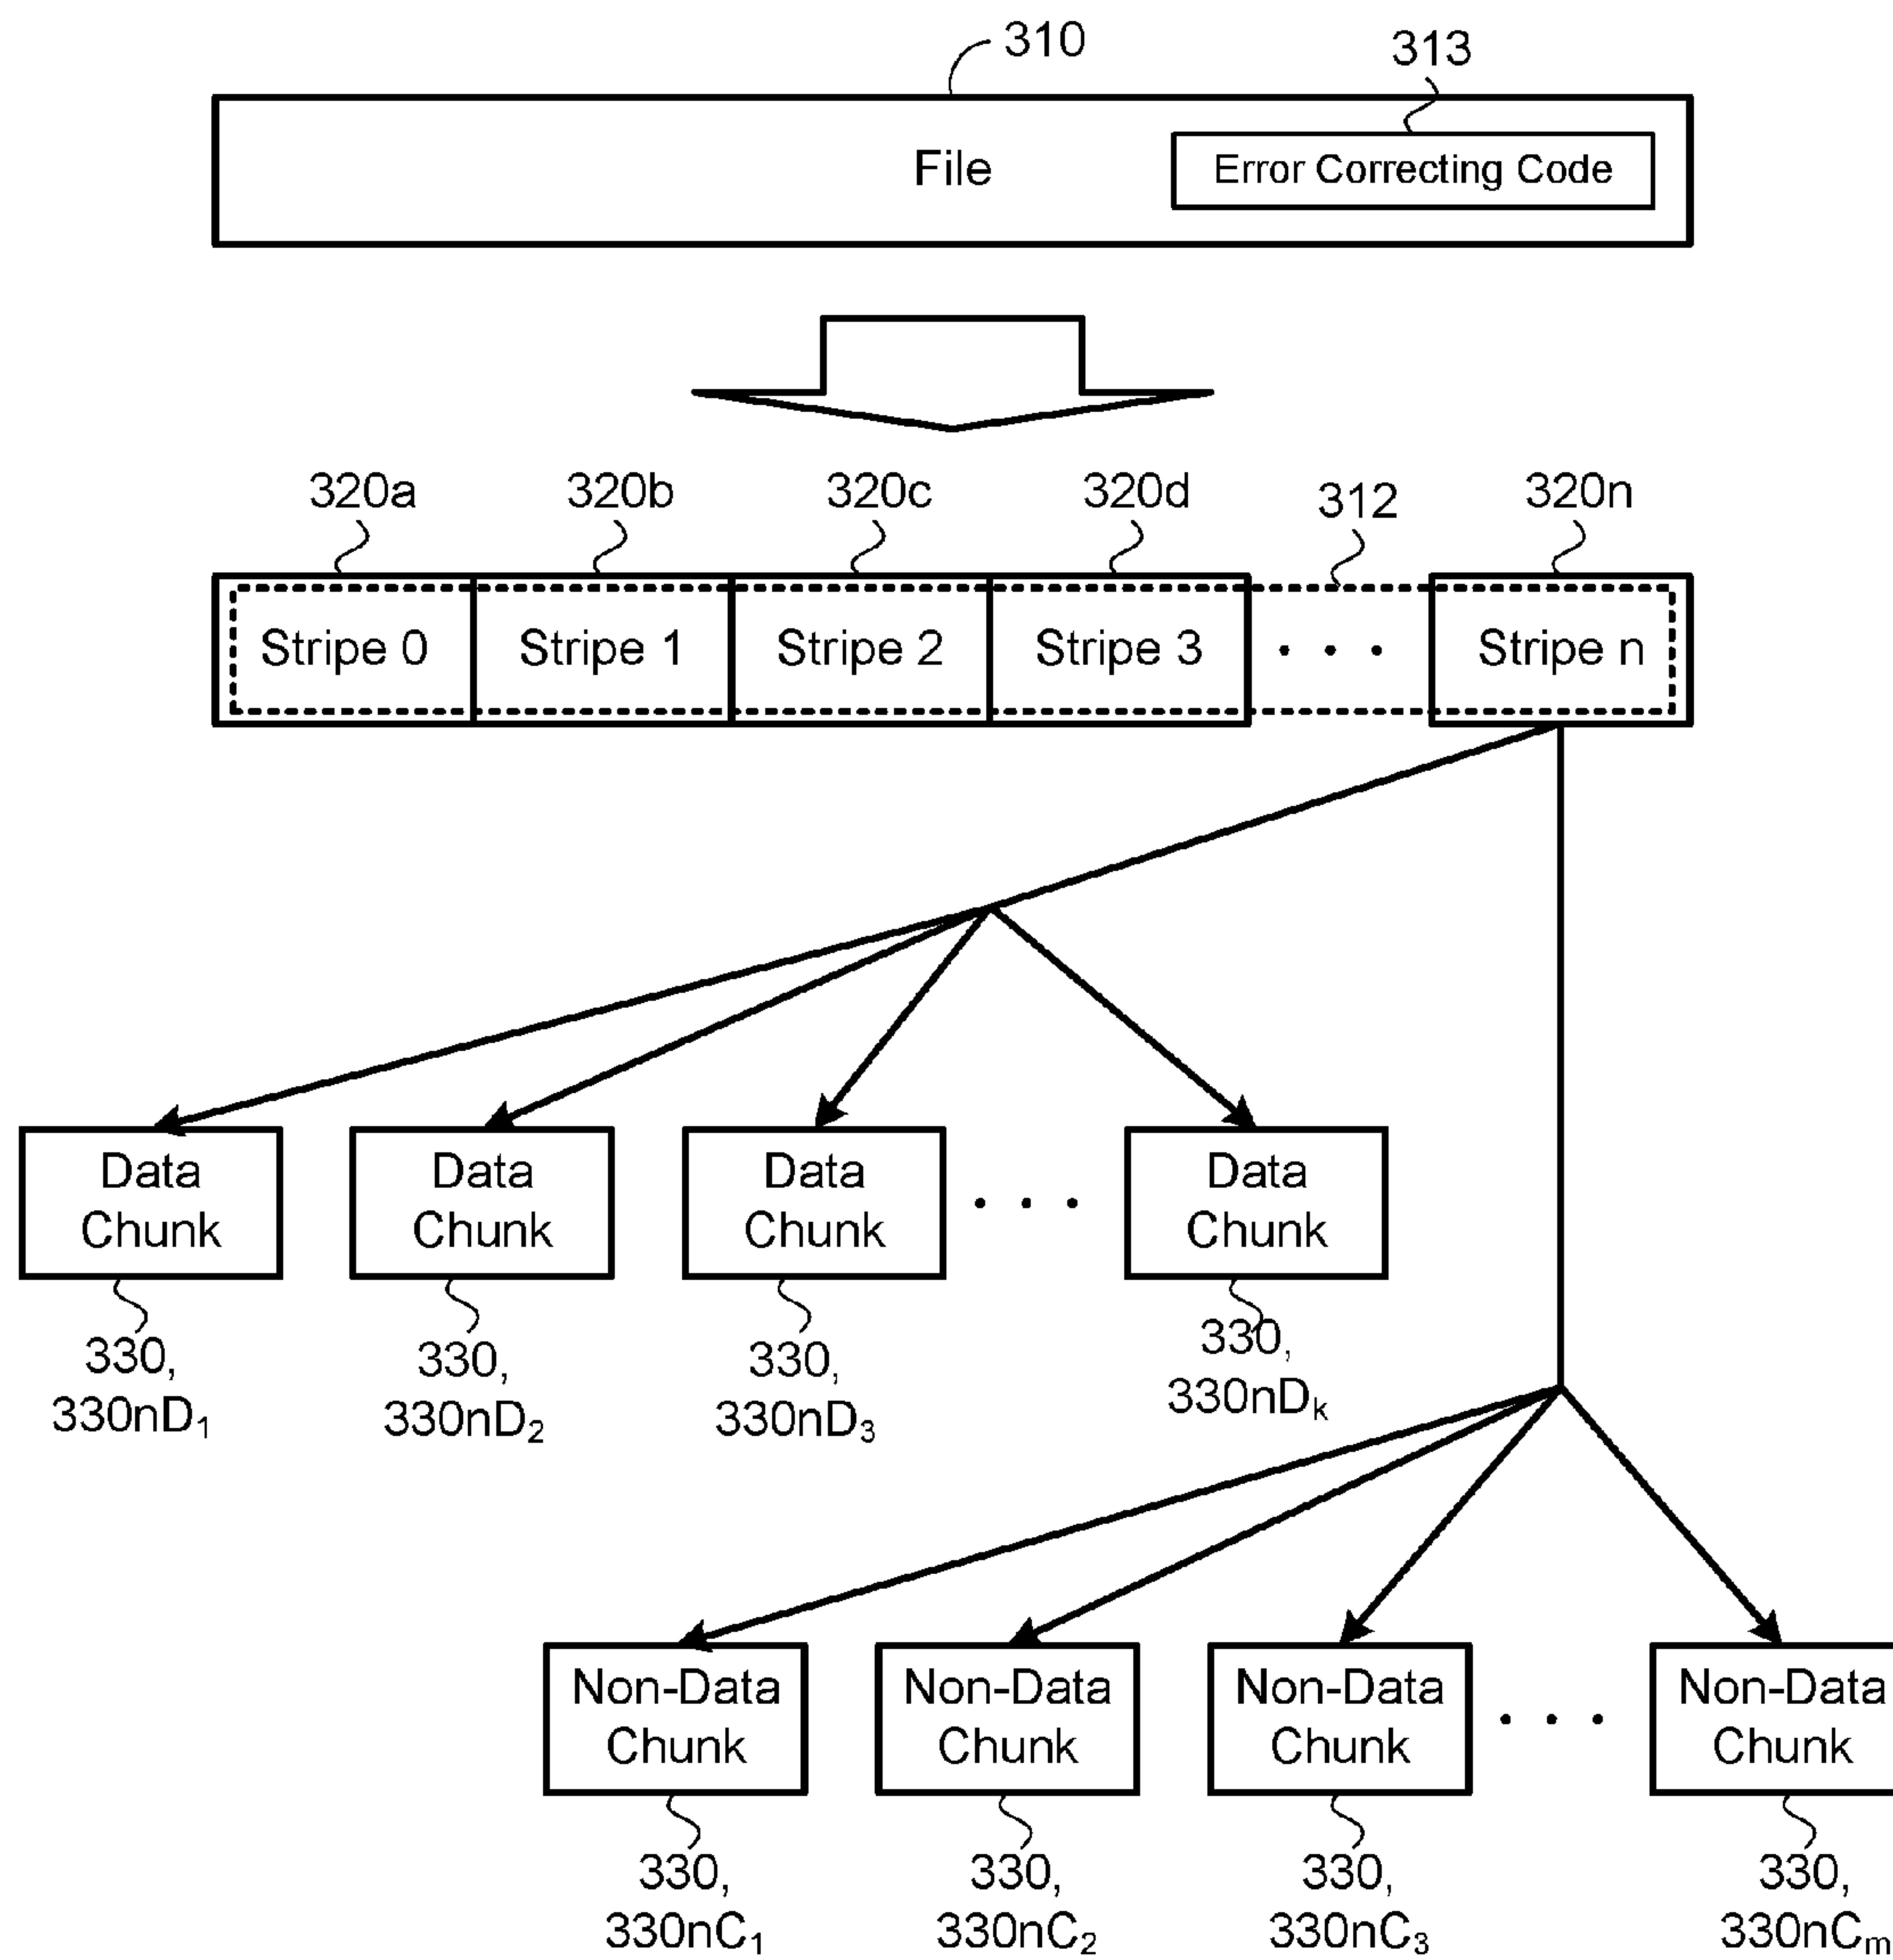 310
313
File
Error Correcting Code
320a
320b
320c
320d
312
320n
Stripe 0
Stripe 1
Stripe 2
Stripe 3
. . .
Stripe n
Data
Chunk
Data
Chunk
Data
Chunk
. . .
Data
Chunk
330,
330nD₁
330,
330nD₂
330,
330nD₃
330,
330nDₖ
Non-Data
Chunk
Non-Data
Chunk
Non-Data
Chunk
. . .
Non-Data
Chunk
330,
330nC₁
330,
330nC₂
330,
330nC₃
330,
330nCₘ